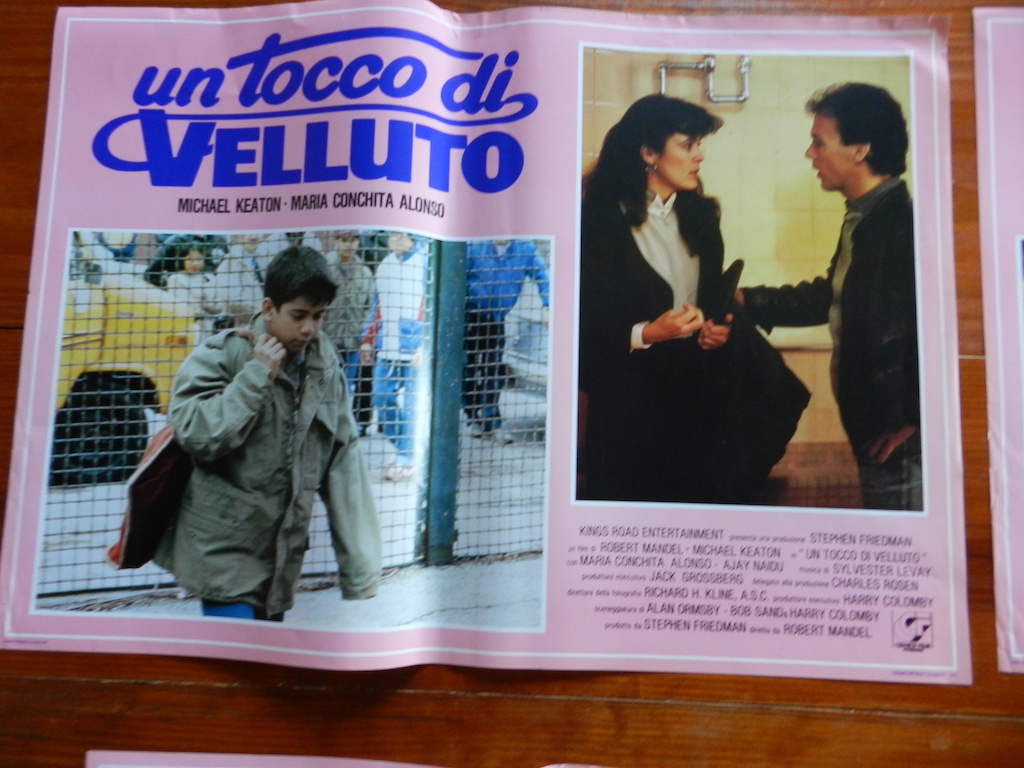 un tocco di
VELLUTO
MICHAEL KEATON · MARIA CONCHITA ALONSO
KINGS ROAD ENTERTAINMENT presenta una produzione STEPHEN FRIEDMAN
un film di ROBERT MANDEL · MICHAEL KEATON in "UN TOCCO DI VELLUTO"
con MARIA CONCHITA ALONSO · AJAY NAIDU musica di SYLVESTER LEVAY
produttore esecutivo JACK GROSSBERG delegato alla produzione CHARLES ROSEN
direttore della fotografia RICHARD H. KLINE, A.S.C. produttore esecutivo HARRY COLOMBY
sceneggiatura di ALAN ORMSBY · BOB SAND & HARRY COLOMBY
prodotto da STEPHEN FRIEDMAN diretto da ROBERT MANDEL